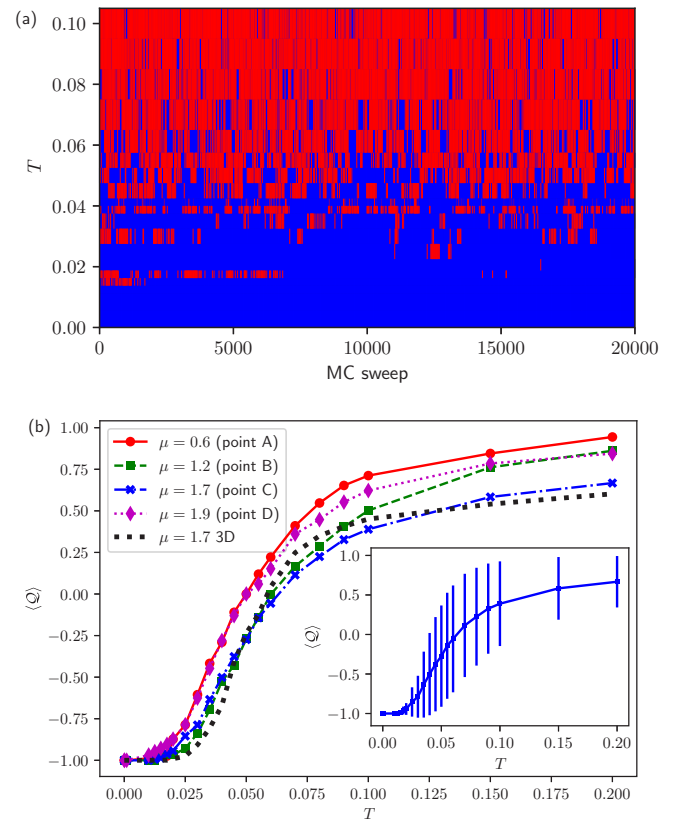 (a)
0.10
0.08
0.06
T
0.04
0.02
0.00
0 5000 10000 15000 20000
MC sweep
(b)
1.00
0.75
0.50
0.25
0.00
−0.25
−0.50
−0.75
−1.00
⟨𝒬⟩
μ = 0.6 (point A)
μ = 1.2 (point B)
μ = 1.7 (point C)
μ = 1.9 (point D)
μ = 1.7 3D
1.0
0.5
0.0
−0.5
−1.0
⟨𝒬⟩
0.00 0.05 0.10 0.15 0.20
T
0.000 0.025 0.050 0.075 0.100 0.125 0.150 0.175 0.200
T